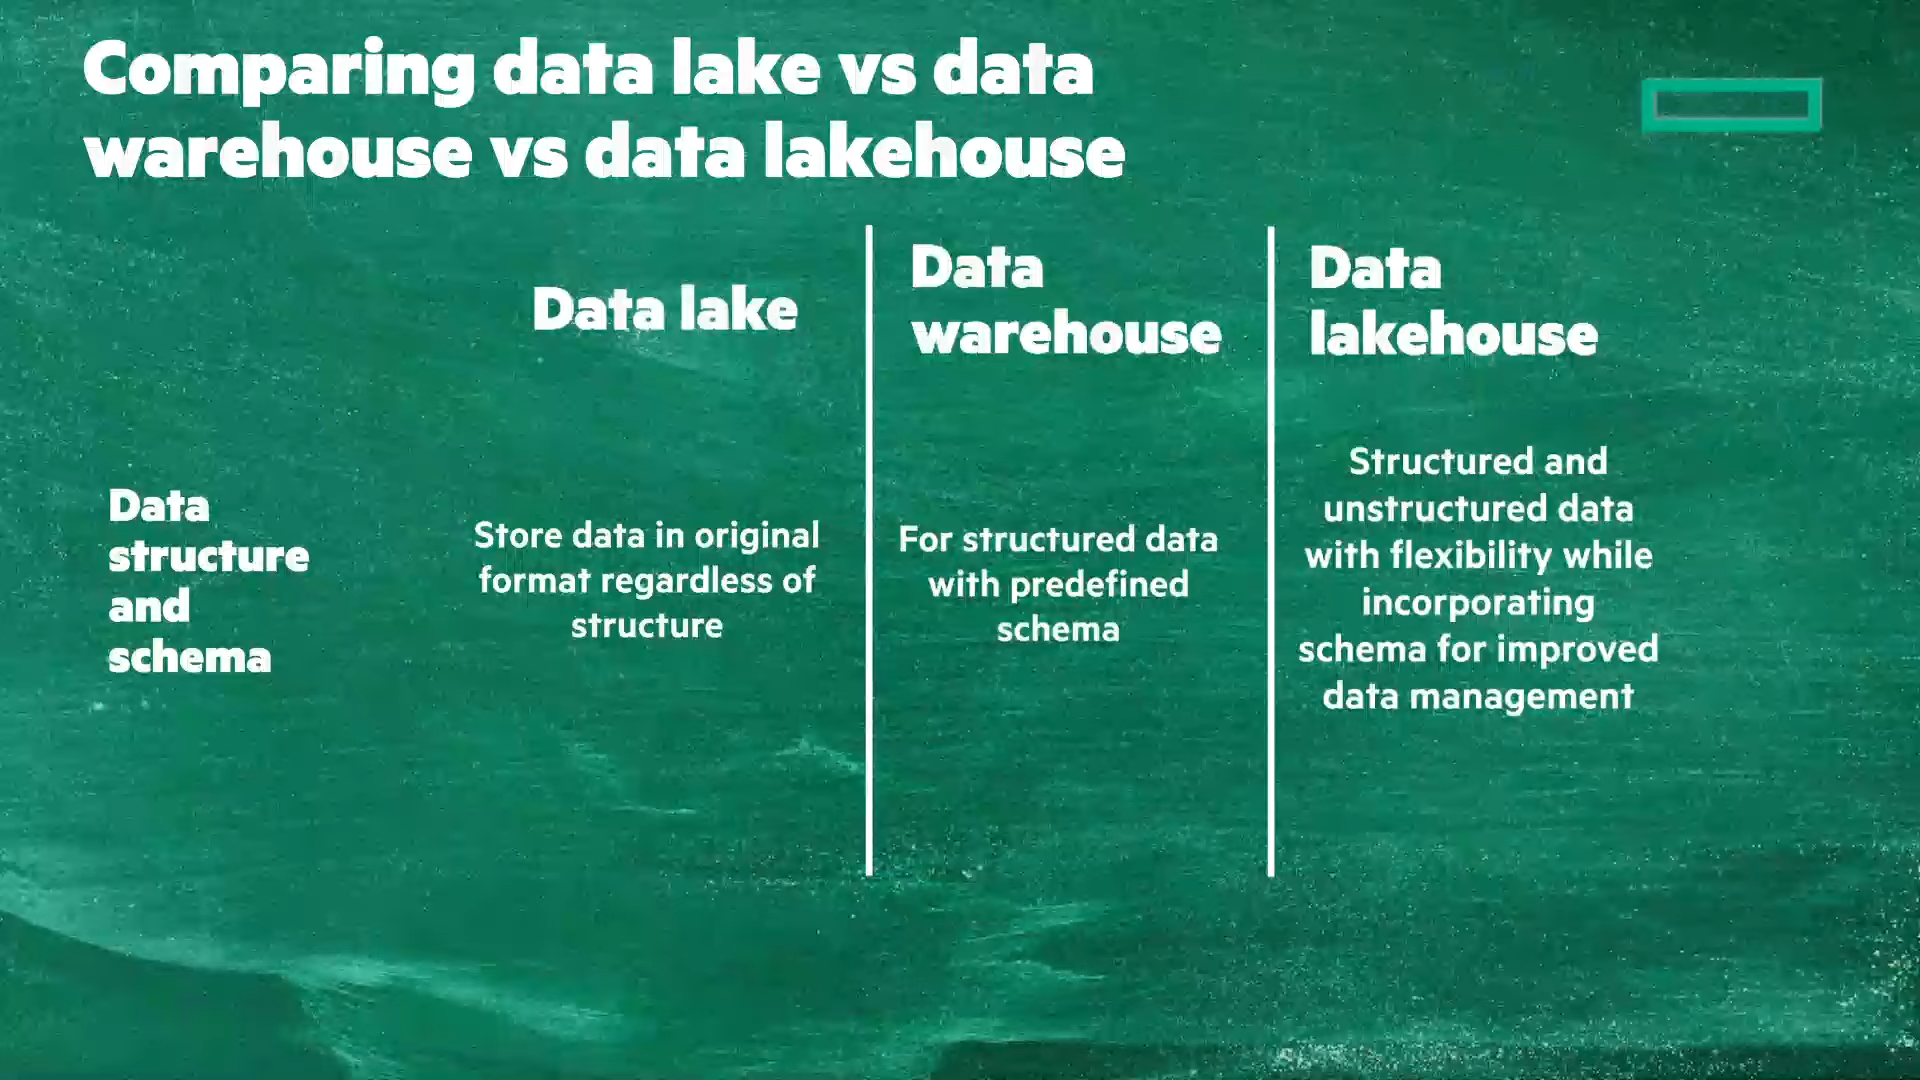 Comparing data lake vs data
warehouse vs data lakehouse
Data lake
Data
warehouse
Data
lakehouse
Data
structure
and
schema
Store data in original
format regardless of
structure
For structured data
with predefined
schema
Structured and
unstructured data
with flexibility while
incorporating
schema for improved
data management